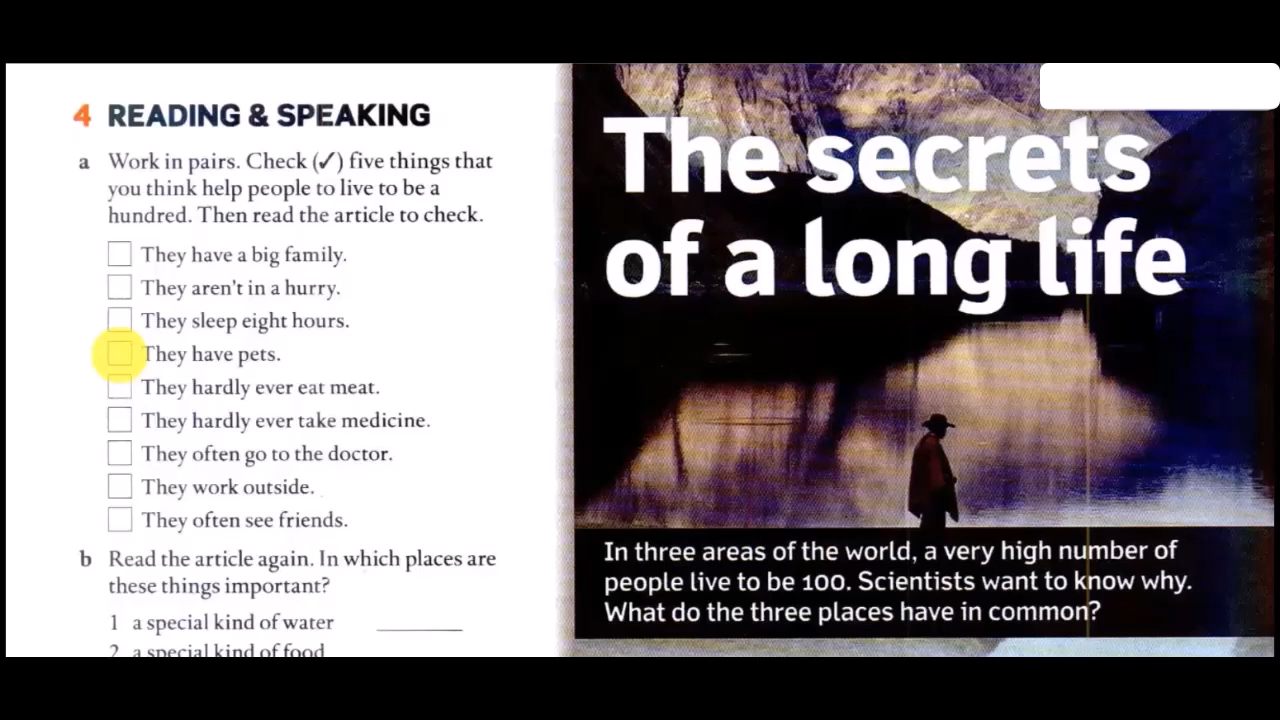 4 READING & SPEAKING
a Work in pairs. Check (✓) five things that
you think help people to live to be a
hundred. Then read the article to check.
They have a big family.
They aren't in a hurry.
They sleep eight hours.
They have pets.
They hardly ever eat meat.
They hardly ever take medicine.
They often go to the doctor.
They work outside.
They often see friends.
b Read the article again. In which places are
these things important?
1 a special kind of water
2 a special kind of food
The secrets
of a long life
In three areas of the world, a very high number of
people live to be 100. Scientists want to know why.
What do the three places have in common?